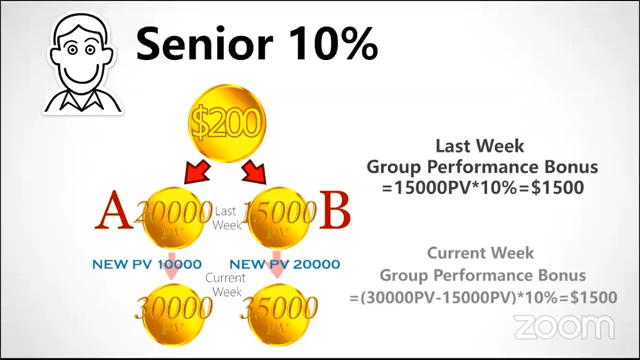 Senior 10%
$200
Last Week
Group Performance Bonus
=15000PV*10%=$1500
A 20000 PV Last Week 15000 PV B
NEW PV 10000 NEW PV 20000
Current Week
30000 PV 35000 PV
Current Week
Group Performance Bonus
=(30000PV-15000PV)*10%=$1500
zoom